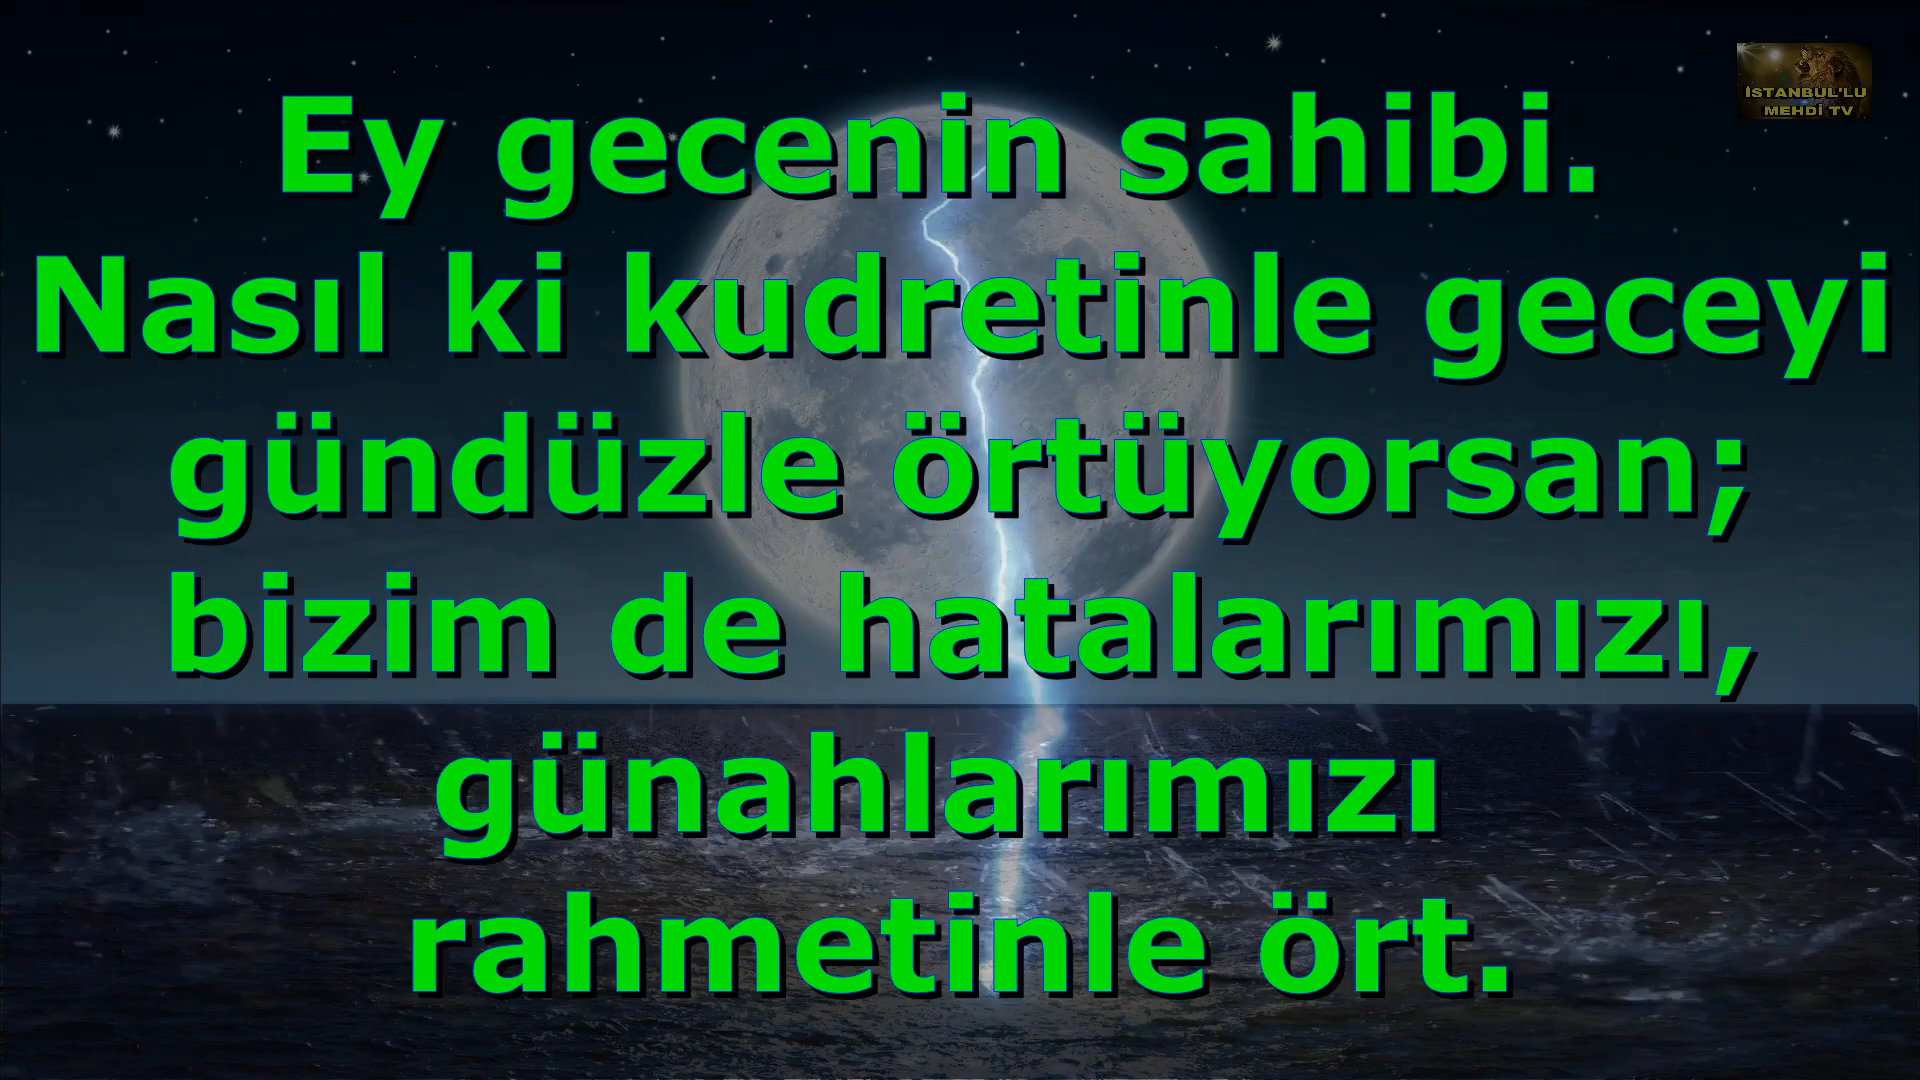 İSTANBUL'LU
MEHDİ TV
Ey gecenin sahibi.
Nasıl ki kudretinle geceyi
gündüzle örtüyorsan;
bizim de hatalarımızı,
günahlarımızı
rahmetinle ört.